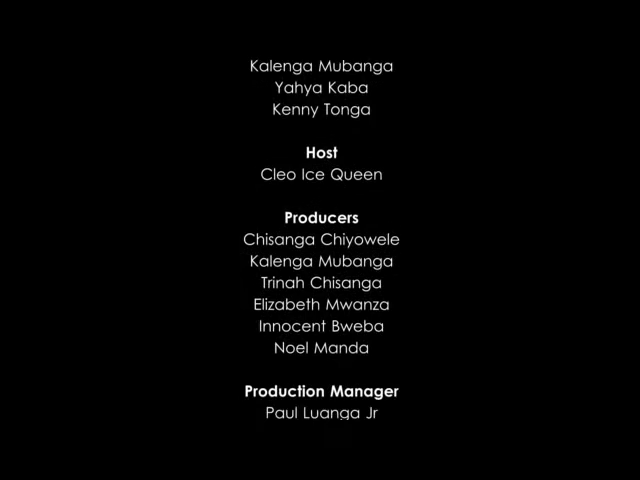 Kalenga Mubanga
Yahya Kaba
Kenny Tonga
Host
Cleo Ice Queen
Producers
Chisanga Chiyowele
Kalenga Mubanga
Trinah Chisanga
Elizabeth Mwanza
Innocent Bweba
Noel Manda
Production Manager
Paul Luanga Jr